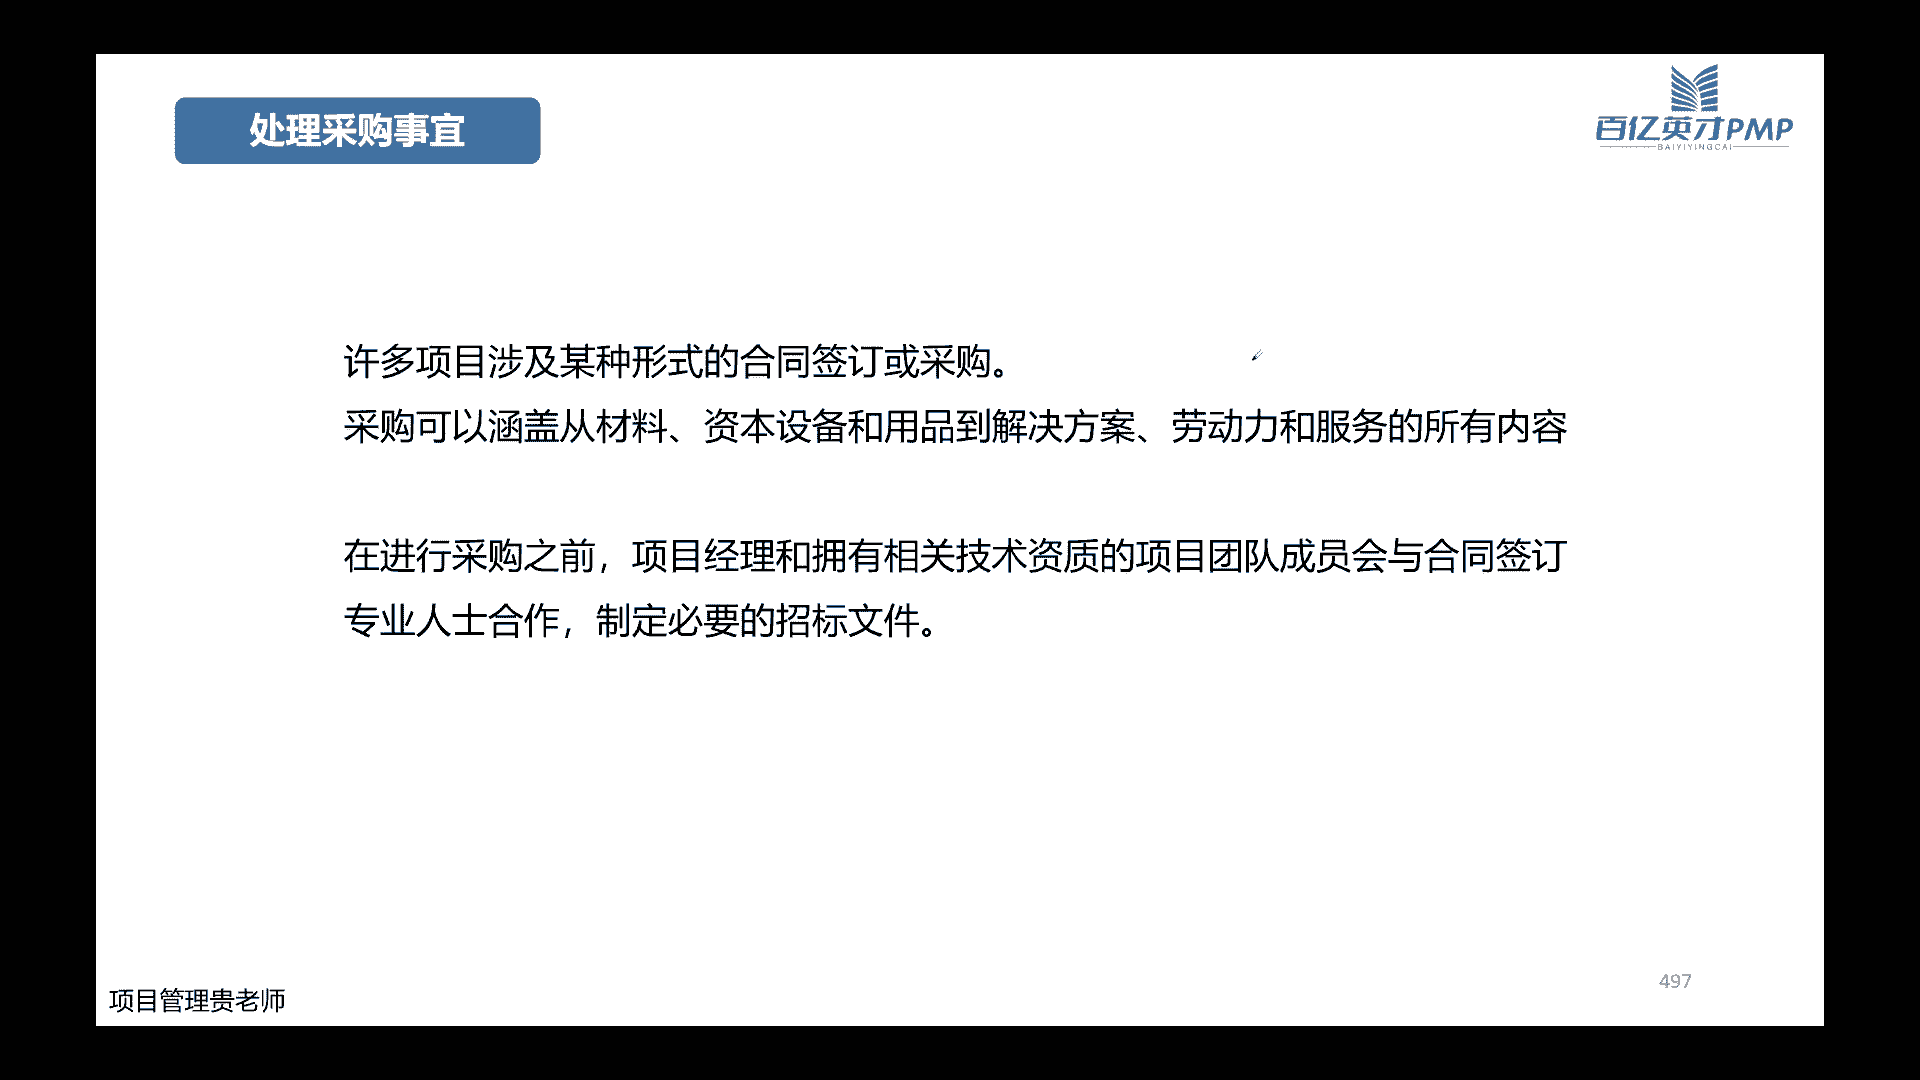 处理采购事宜
百亿英才PMP
BAIYIYINGCAI
许多项目涉及某种形式的合同签订或采购。
采购可以涵盖从材料、资本设备和用品到解决方案、劳动力和服务的所有内容
在进行采购之前，项目经理和拥有相关技术资质的项目团队成员会与合同签订
专业人士合作，制定必要的招标文件。
497
项目管理贵老师